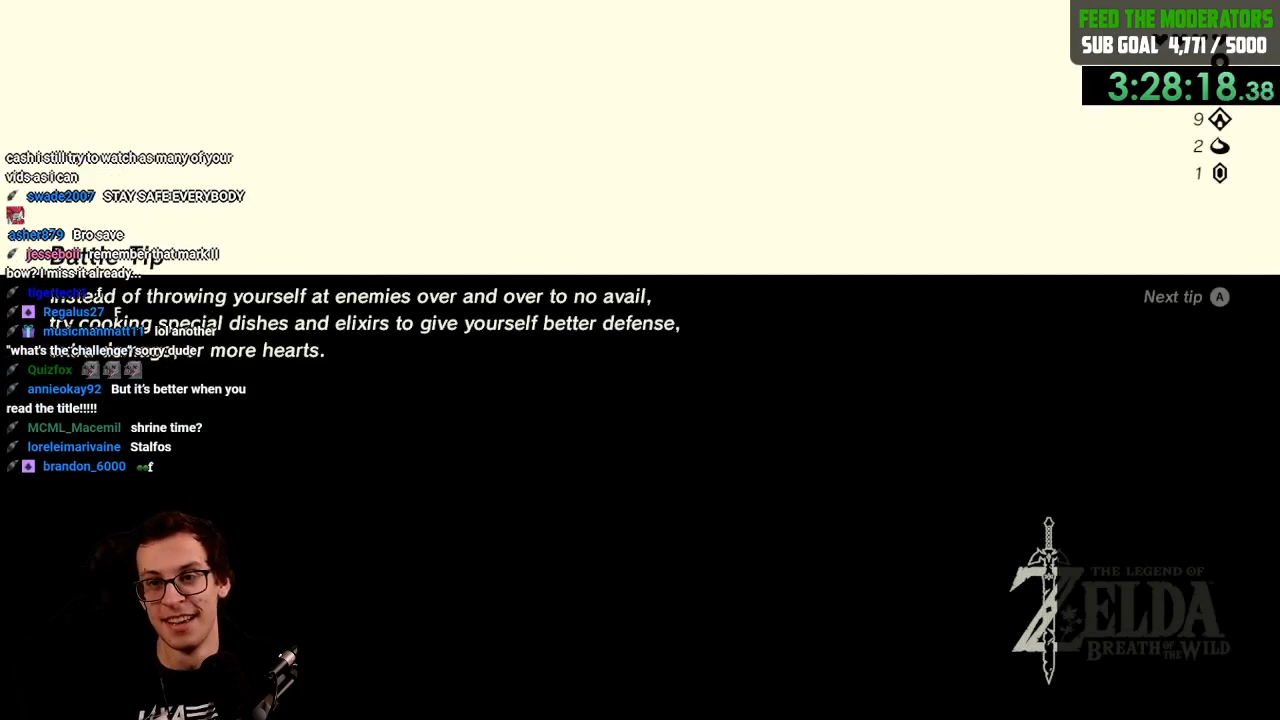 FEED THE MODERATORS
SUB GOAL 4,771 / 5000
3:28:18.38
9
2
1
cash i still try to watch as many of your
vids as i can
swade2007 STAY SAFE EVERYBODY
asher879 Bro save
Battle Tip
jesseboii remember that mark II
bow? I miss it already...
Instead of throwing yourself at enemies over and over to no avail,
Next tip A
Regalus27 F
try cooking special dishes and elixirs to give yourself better defense,
musicmanmatt11 lol another
"what's the challenge" sorry dude
or more hearts.
Quizfox
annieokay92 But it's better when you
read the title!!!!!
MCML_Macemil shrine time?
loreleimarivaine Stalfos
brandon_6000 f
THE LEGEND OF
ZELDA
BREATH OF THE WILD